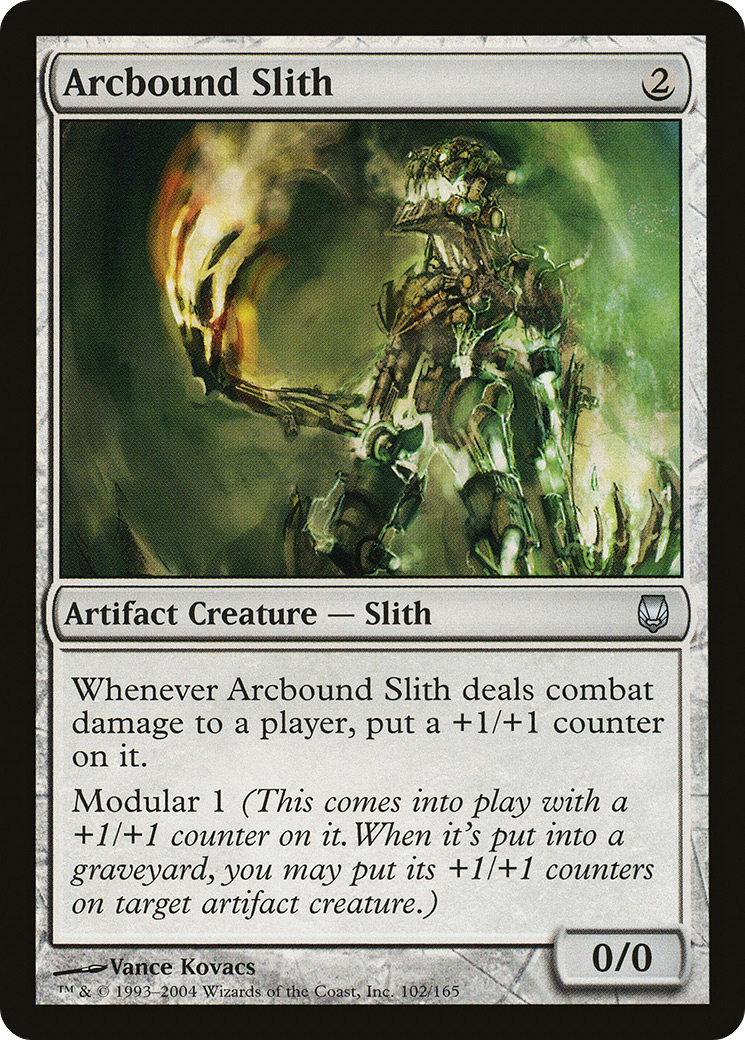 Arcbound Slith 2
Artifact Creature — Slith
Whenever Arcbound Slith deals combat
damage to a player, put a +1/+1 counter
on it.
Modular 1 (This comes into play with a
+1/+1 counter on it. When it's put into a
graveyard, you may put its +1/+1 counters
on target artifact creature.)
0/0
Vance Kovacs
™ & © 1993–2004 Wizards of the Coast, Inc. 102/165